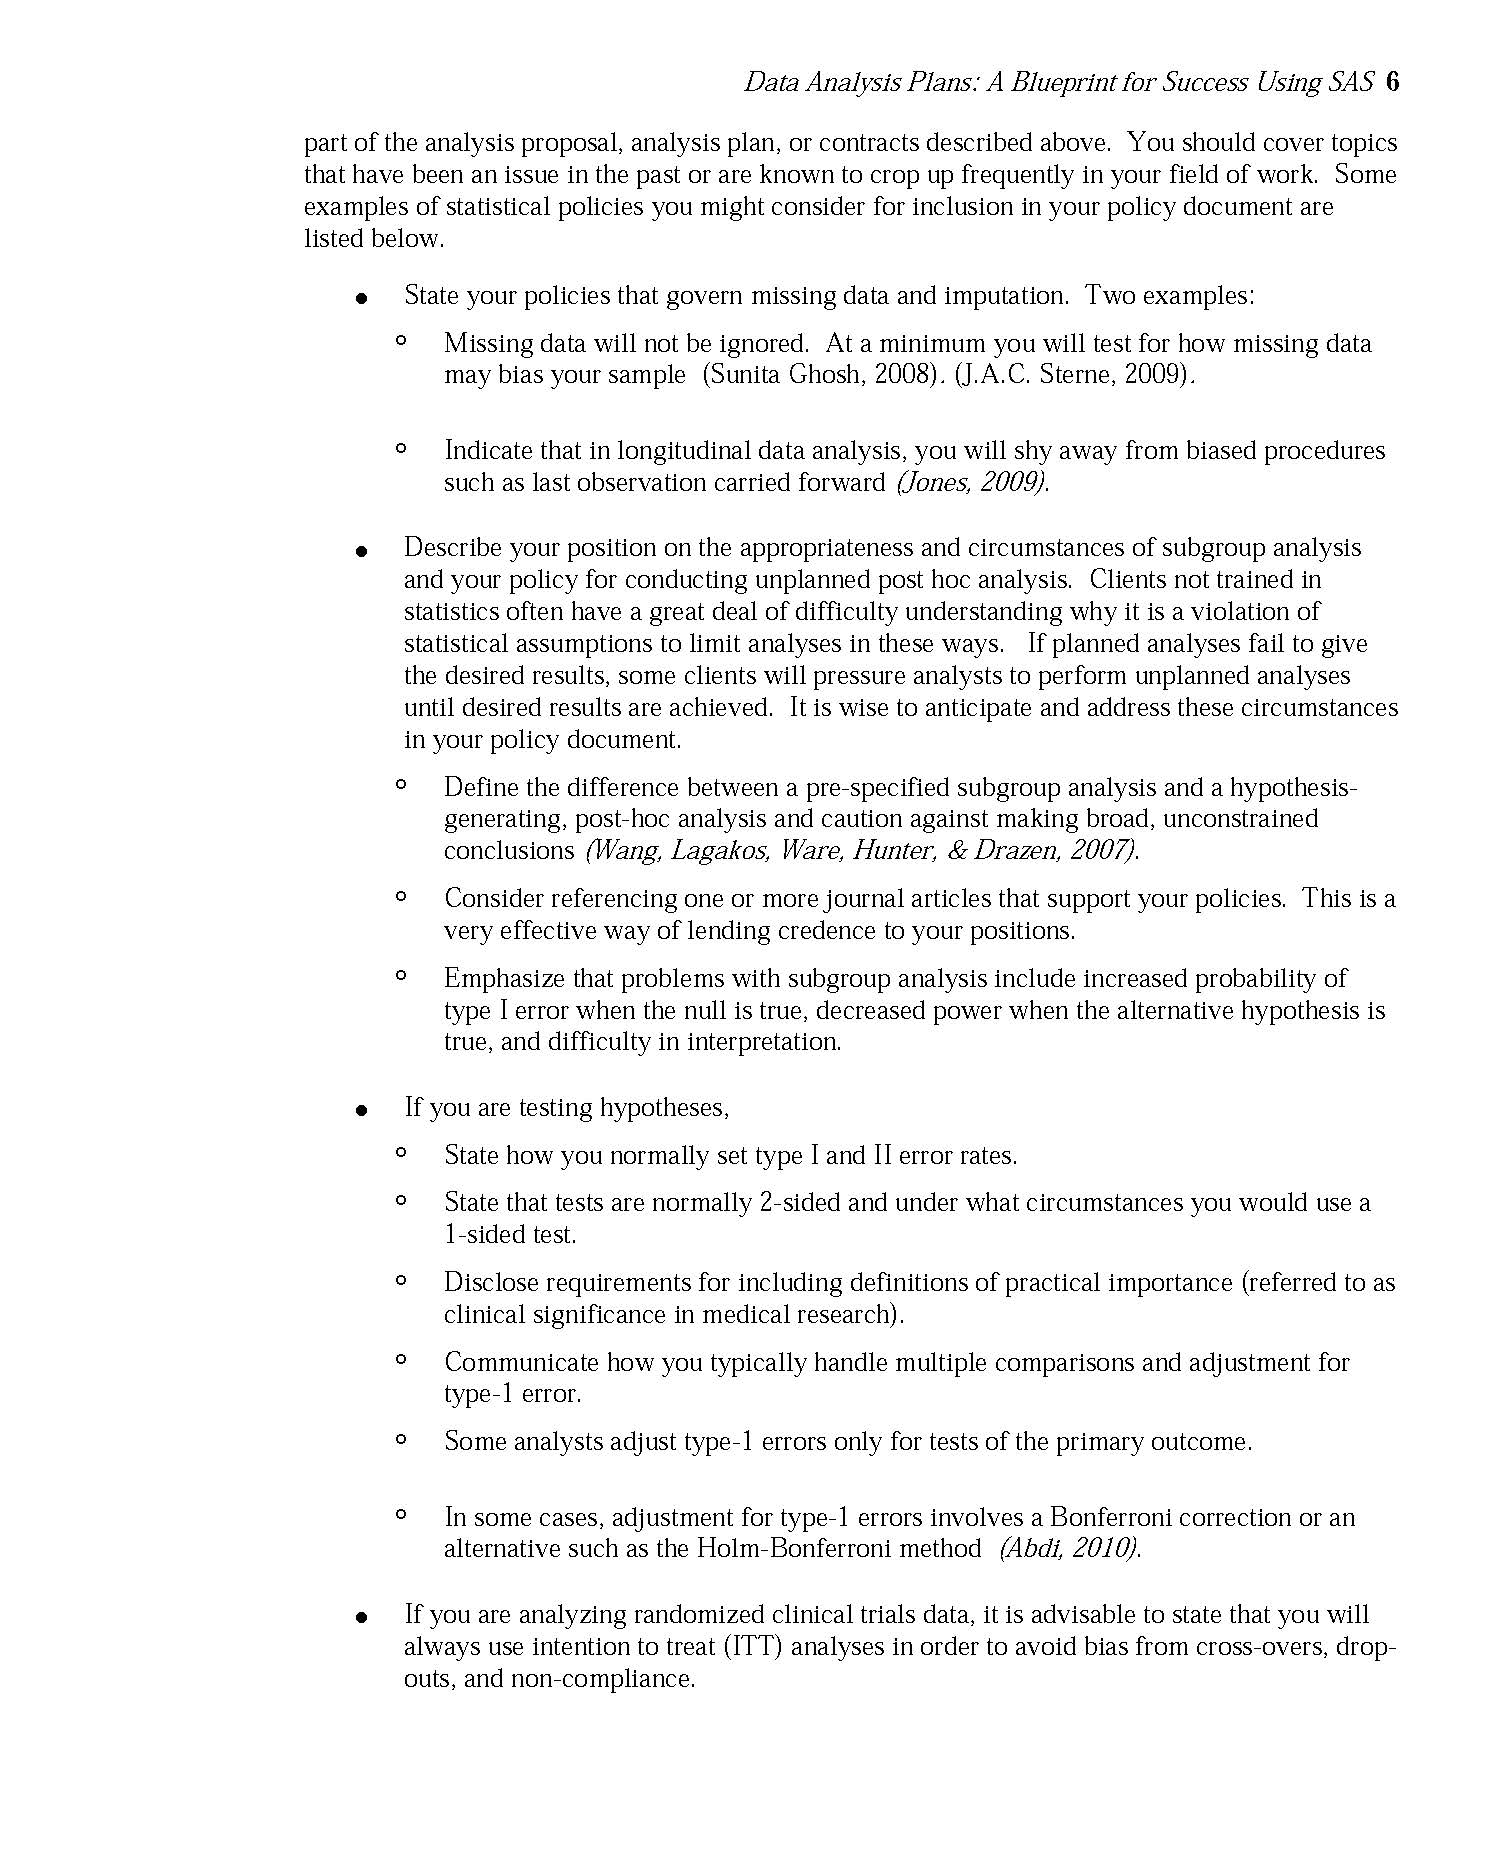 Data Analysis Plans: A Blueprint for Success Using SAS 6
part of the analysis proposal, analysis plan, or contracts described above.  You should cover topics
that have been an issue in the past or are known to crop up frequently in your field of work.  Some
examples of statistical policies you might consider for inclusion in your policy document are
listed below.
● State your policies that govern missing data and imputation.  Two examples:
○ Missing data will not be ignored.  At a minimum you will test for how missing data
may bias your sample  (Sunita Ghosh, 2008). (J.A.C. Sterne, 2009).
○ Indicate that in longitudinal data analysis, you will shy away from biased procedures
such as last observation carried forward (Jones, 2009).
● Describe your position on the appropriateness and circumstances of subgroup analysis
and your policy for conducting unplanned post hoc analysis.  Clients not trained in
statistics often have a great deal of difficulty understanding why it is a violation of
statistical assumptions to limit analyses in these ways.   If planned analyses fail to give
the desired results, some clients will pressure analysts to perform unplanned analyses
until desired results are achieved.  It is wise to anticipate and address these circumstances
in your policy document.
○ Define the difference between a pre-specified subgroup analysis and a hypothesis-
generating, post-hoc analysis and caution against making broad, unconstrained
conclusions (Wang, Lagakos, Ware, Hunter, & Drazen, 2007).
○ Consider referencing one or more journal articles that support your policies.  This is a
very effective way of lending credence to your positions.
○ Emphasize that problems with subgroup analysis include increased probability of
type I error when the null is true, decreased power when the alternative hypothesis is
true, and difficulty in interpretation.
● If you are testing hypotheses,
○ State how you normally set type I and II error rates.
○ State that tests are normally 2-sided and under what circumstances you would use a
1-sided test.
○ Disclose requirements for including definitions of practical importance (referred to as
clinical significance in medical research).
○ Communicate how you typically handle multiple comparisons and adjustment for
type-1 error.
○ Some analysts adjust type-1 errors only for tests of the primary outcome.
○ In some cases, adjustment for type-1 errors involves a Bonferroni correction or an
alternative such as the Holm-Bonferroni method  (Abdi, 2010).
● If you are analyzing randomized clinical trials data, it is advisable to state that you will
always use intention to treat (ITT) analyses in order to avoid bias from cross-overs, drop-
outs, and non-compliance.